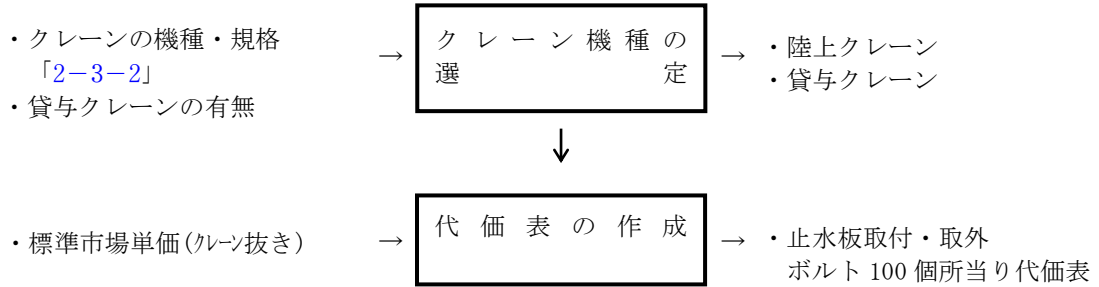 ・クレーンの機種・規格
「2－3－2」
・貸与クレーンの有無
→
クレーン機種の
選定
→
・陸上クレーン
・貸与クレーン
↓
・標準市場単価(ｸﾚｰﾝ抜き)
→
代価表の作成
→
・止水板取付・取外
ボルト 100 個所当り代価表